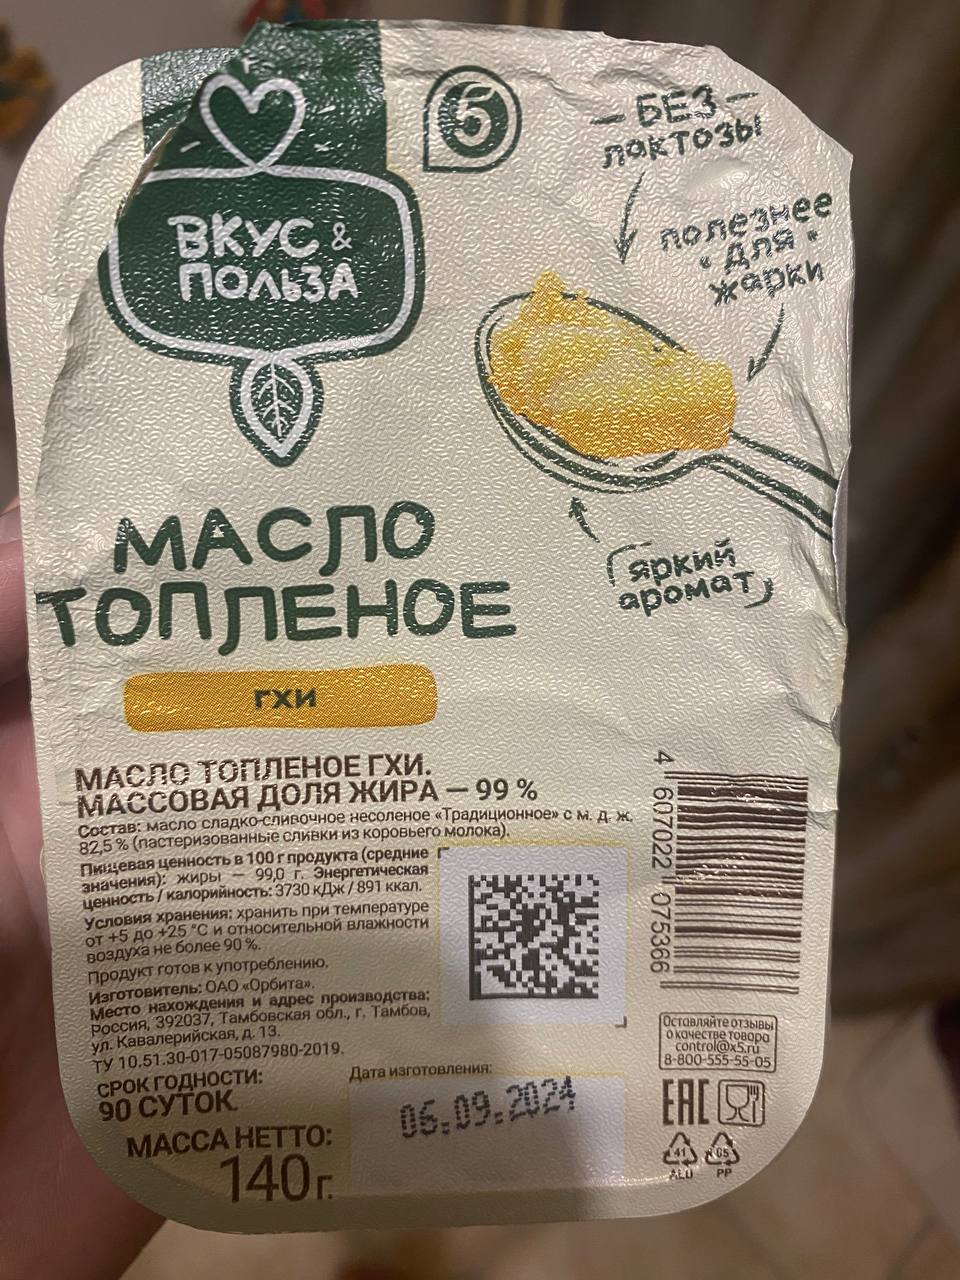 ВКУС &
ПОЛЬЗА
5
— БЕЗ —
лактозы
полезнее
"для"
жарки
яркий
аромат
МАСЛО
ТОПЛЕНОЕ
ГХИ
МАСЛО ТОПЛЕНОЕ ГХИ.
МАССОВАЯ ДОЛЯ ЖИРА — 99 %
Состав: масло сладко-сливочное несоленое «Традиционное» с м. д. ж.
82,5 % (пастеризованные сливки из коровьего молока).
Пищевая ценность в 100 г продукта (средние
значения): жиры — 99,0 г. Энергетическая
ценность / калорийность: 3730 кДж / 891 ккал.
Условия хранения: хранить при температуре
от +5 до +25 °С и относительной влажности
воздуха не более 90 %.
Продукт готов к употреблению.
Изготовитель: ОАО «Орбита».
Место нахождения и адрес производства:
Россия, 392037, Тамбовская обл., г. Тамбов,
ул. Кавалерийская, д. 13.
ТУ 10.51.30-017-05087980-2019.
СРОК ГОДНОСТИ:
90 СУТОК.
МАССА НЕТТО:
140 г.
Дата изготовления:
06.09.2024
4 607022 075366
Оставляйте отзывы
о качестве товара
control@x5.ru
8-800-555-55-05
EAC
41
ALU
05
PP